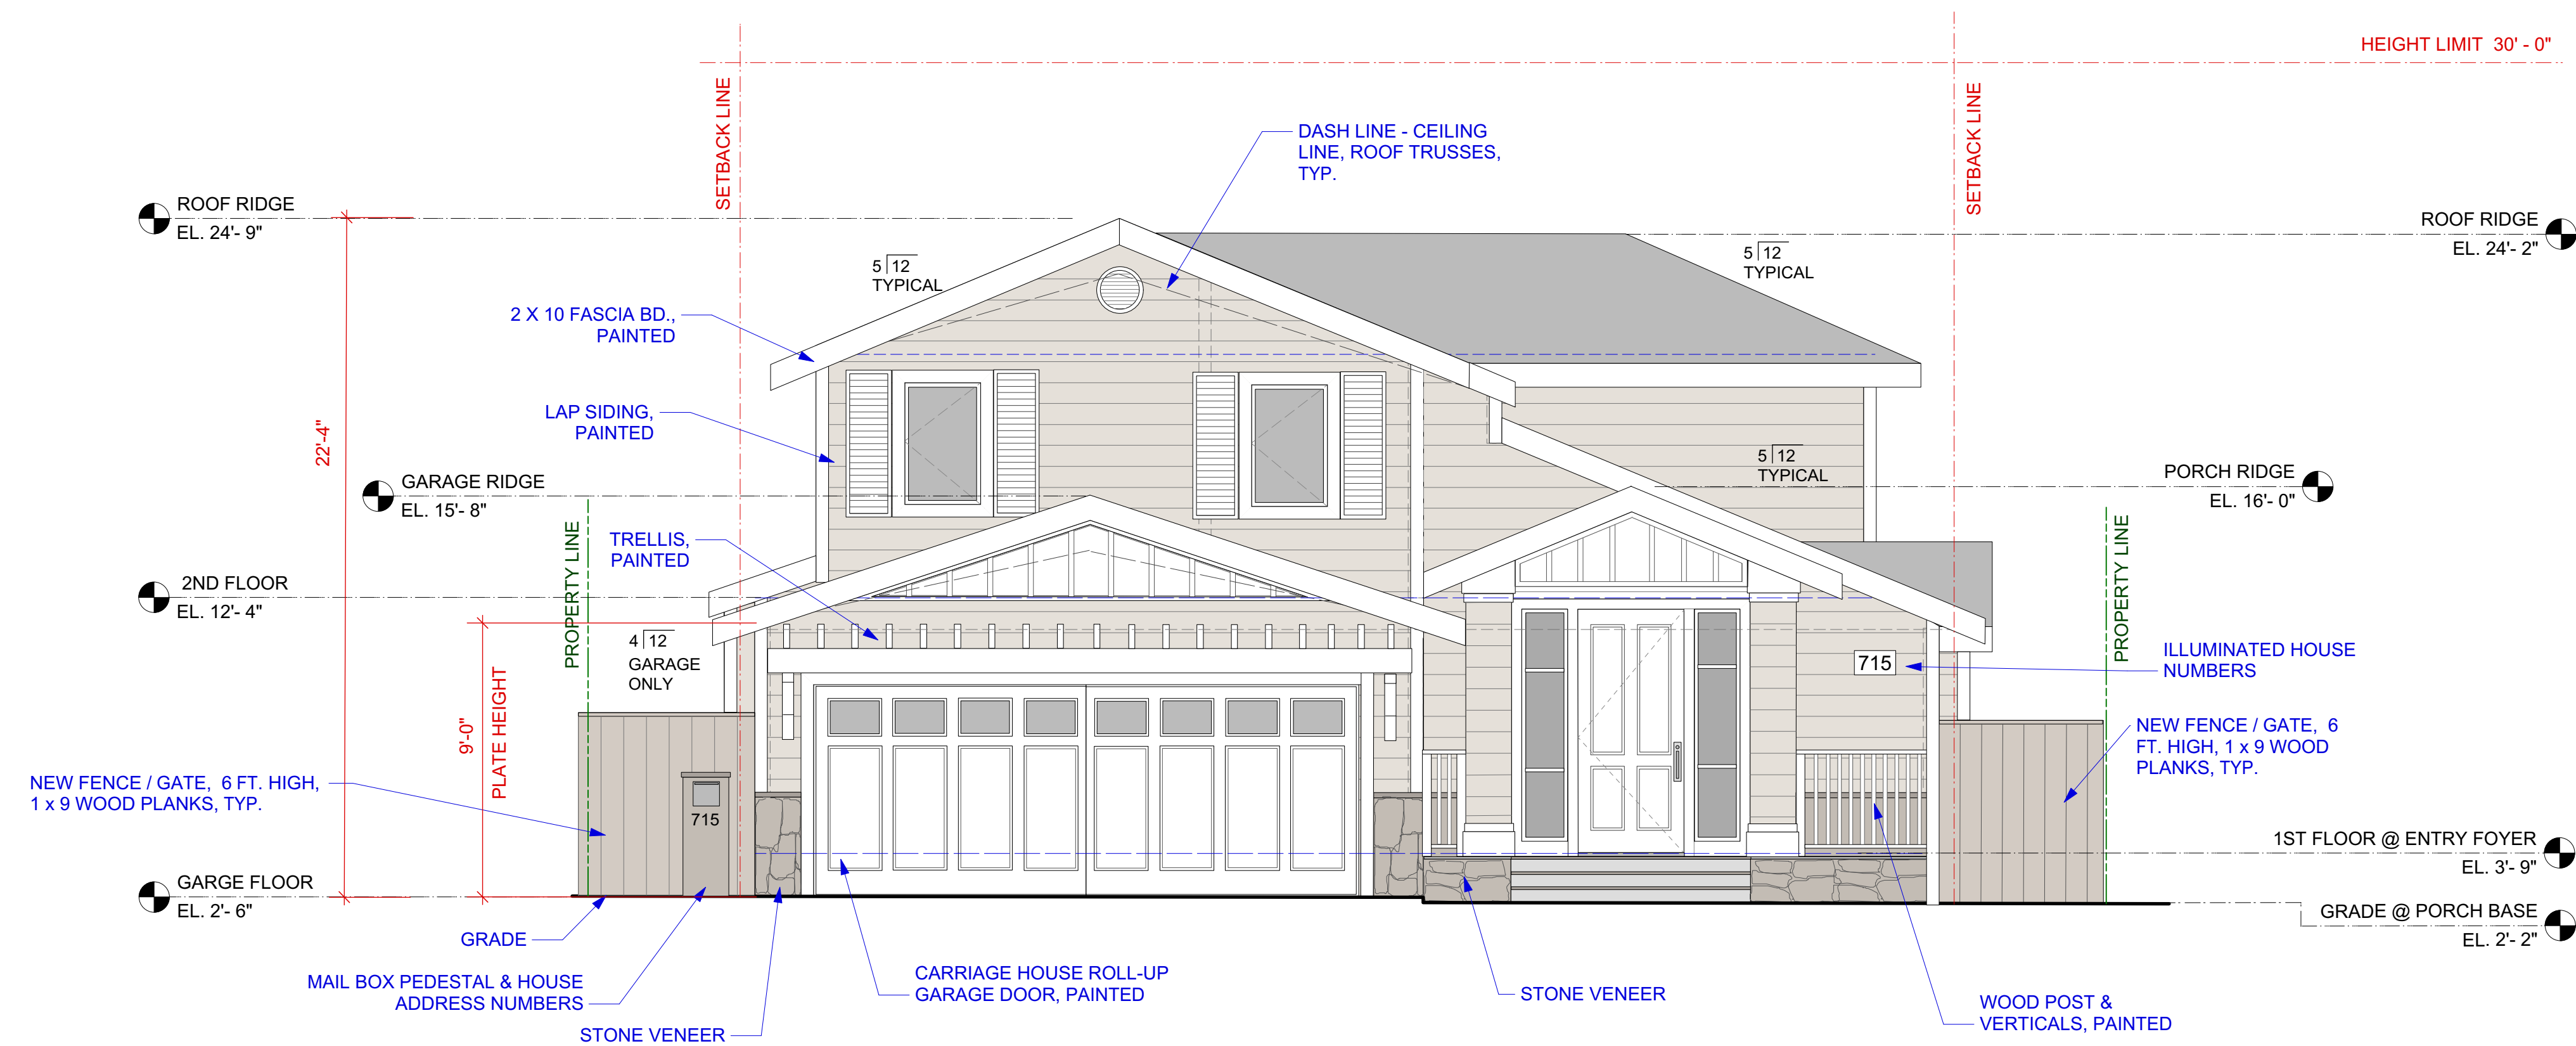 HEIGHT LIMIT  30' - 0"
SETBACK LINE
SETBACK LINE
DASH LINE - CEILING
LINE, ROOF TRUSSES,
TYP.
ROOF RIDGE
EL. 24'- 9"
ROOF RIDGE
EL. 24'- 2"
5 12
TYPICAL
5 12
TYPICAL
2 X 10 FASCIA BD.,
PAINTED
LAP SIDING,
PAINTED
22'-4"
5 12
TYPICAL
GARAGE RIDGE
EL. 15'- 8"
PORCH RIDGE
EL. 16'- 0"
PROPERTY LINE
PROPERTY LINE
TRELLIS,
PAINTED
2ND FLOOR
EL. 12'- 4"
4 12
GARAGE
ONLY
9'-0"
PLATE HEIGHT
715
ILLUMINATED HOUSE
NUMBERS
NEW FENCE / GATE,  6
FT. HIGH, 1 x 9 WOOD
PLANKS, TYP.
NEW FENCE / GATE,  6 FT. HIGH,
1 x 9 WOOD PLANKS, TYP.
715
1ST FLOOR @ ENTRY FOYER
EL. 3'- 9"
GARGE FLOOR
EL. 2'- 6"
GRADE @ PORCH BASE
EL. 2'- 2"
GRADE
MAIL BOX PEDESTAL & HOUSE
ADDRESS NUMBERS
STONE VENEER
CARRIAGE HOUSE ROLL-UP
GARAGE DOOR, PAINTED
STONE VENEER
WOOD POST &
VERTICALS, PAINTED